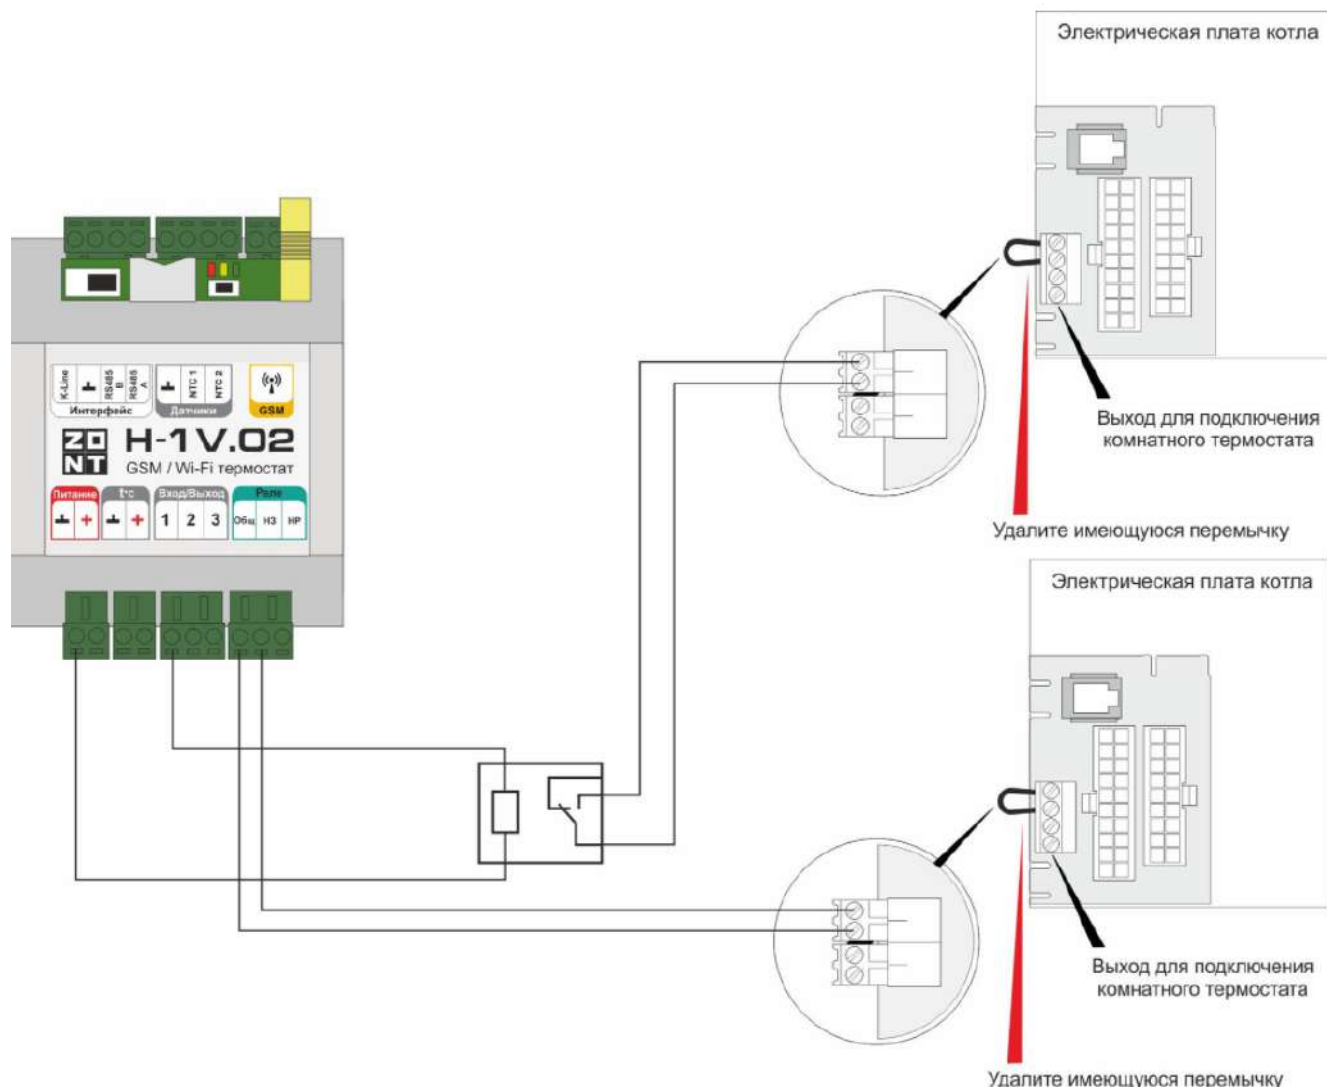 Электрическая плата котла
Выход для подключения
комнатного термостата
Удалите имеющуюся перемычку
K-Line
RS485
B
RS485
A
NTC 1
NTC 2
Интерфейс
Датчики
GSM
ZONT
H-1V.02
GSM / Wi-Fi термостат
Питание
t°c
Вход/Выход
Реле
+
+
1
2
3
Общ
НЗ
НР
Электрическая плата котла
Выход для подключения
комнатного термостата
Удалите имеющуюся перемычку